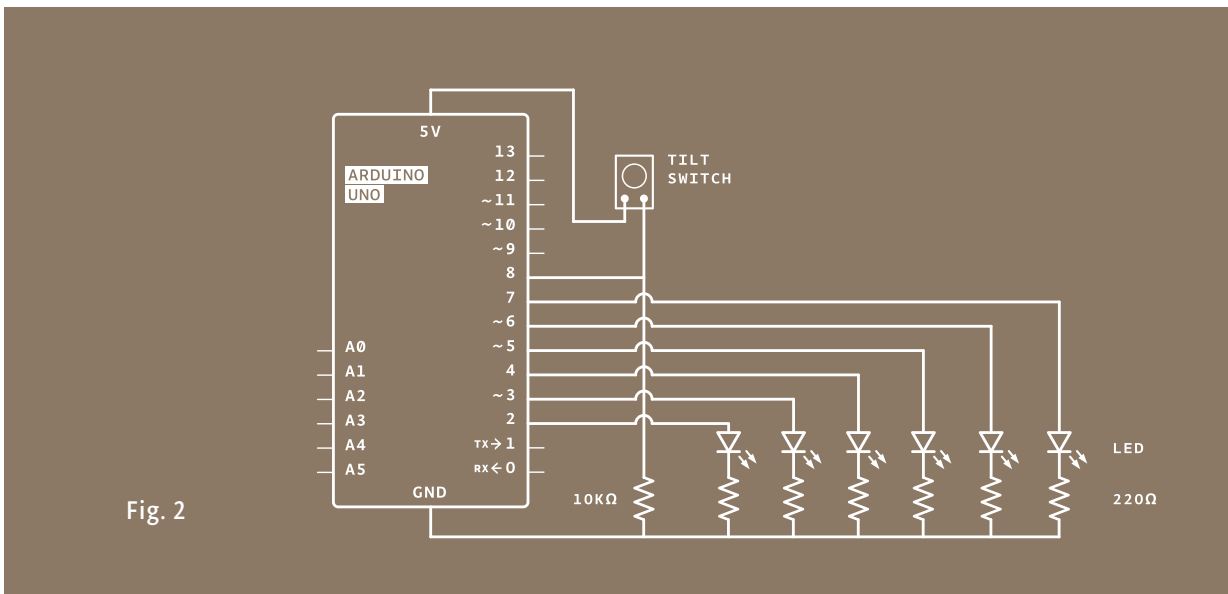 5V
ARDUINO
UNO
13
12
~11
~10
~9
8
7
~6
~5
4
~3
2
TX→1
RX←0
A0
A1
A2
A3
A4
A5
GND
TILT
SWITCH
LED
10KΩ
220Ω
Fig. 2